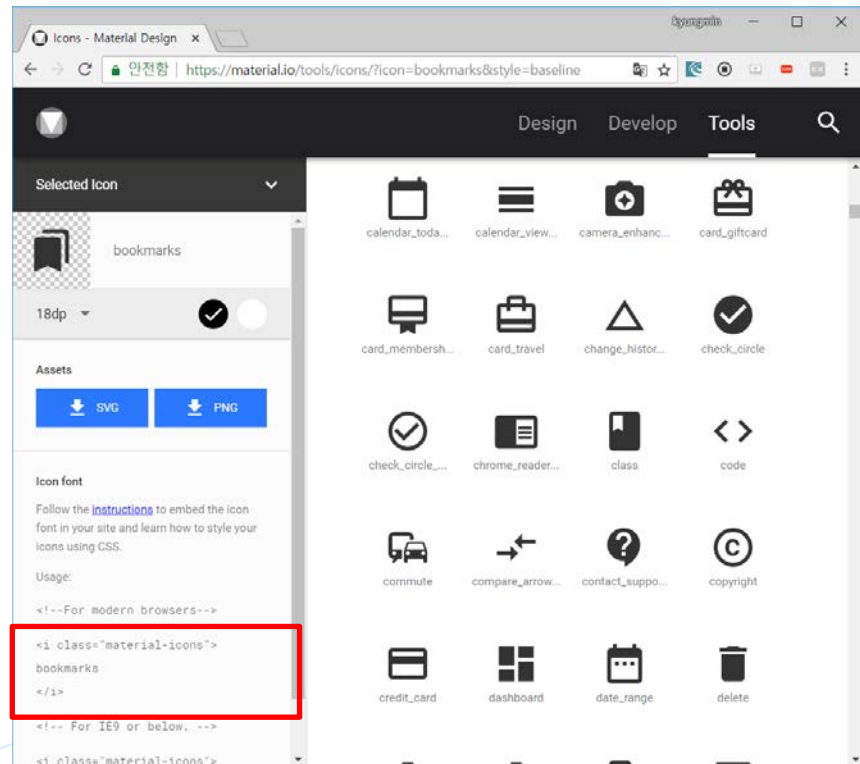 Icons - Material Design
안전함 | https://material.io/tools/icons/?icon=bookmarks&style=baseline
Design Develop Tools
Selected Icon
bookmarks
18dp
Assets
SVG PNG
Icon font
Follow the instructions to embed the icon
font in your site and learn how to style your
icons using CSS.
Usage:
<!--For modern browsers-->
<i class="material-icons">
bookmarks
</i>
<!-- For IE9 or below. -->
<i class="material-icons">
calendar_toda... calendar_view... camera_enhanc... card_giftcard
card_membersh... card_travel change_histor... check_circle
check_circle_... chrome_reader... class code
commute compare_arrow... contact_suppo... copyright
credit_card dashboard date_range delete